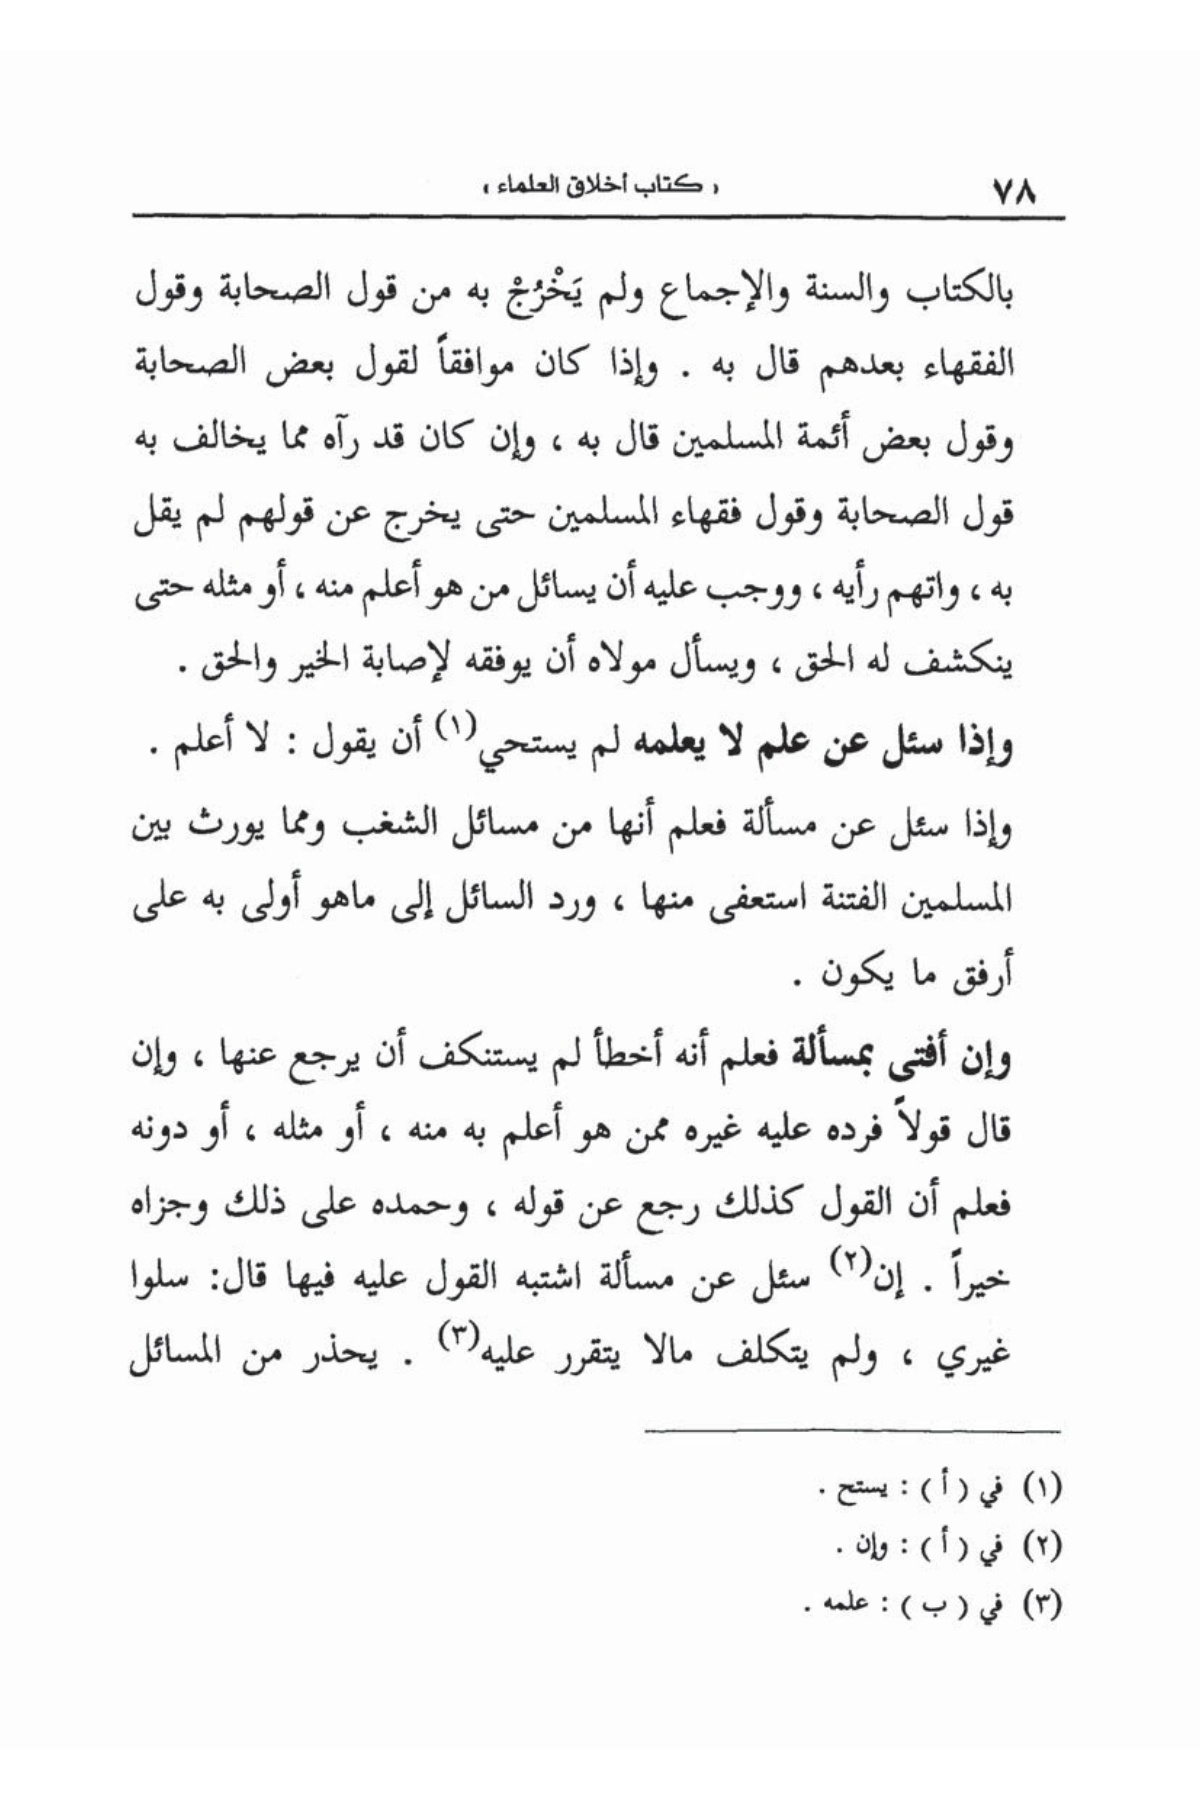 ٧٨
« كتاب أخلاق العلماء »
بالكتاب والسنة والإجماع ولم يَخْرُجْ به من قول الصحابة وقول
الفقهاء بعدهم قال به . وإذا كان موافقاً لقول بعض الصحابة
وقول بعض أئمة المسلمين قال به ، وإن كان قد رآه مما يخالف به
قول الصحابة وقول فقهاء المسلمين حتى يخرج عن قولهم لم يقل
به ، واتهم رأيه ، ووجب عليه أن يسائل من هو أعلم منه ، أو مثله حتى
ينكشف له الحق ، ويسأل مولاه أن يوفقه لإصابة الخير والحق .
وإذا سئل عن علم لا يعلمه لم يستحي(١) أن يقول : لا أعلم .
وإذا سئل عن مسألة فعلم أنها من مسائل الشغب ومما يورث بين
المسلمين الفتنة استعفى منها ، ورد السائل إلى ماهو أولى به على
أرفق ما يكون .
وإن أفتى بمسألة فعلم أنه أخطأ لم يستنكف أن يرجع عنها ، وإن
قال قولاً فرده عليه غيره ممن هو أعلم به منه ، أو مثله ، أو دونه
فعلم أن القول كذلك رجع عن قوله ، وحمده على ذلك وجزاه
خيراً . إن(٢) سئل عن مسألة اشتبه القول عليه فيها قال: سلوا
غيري ، ولم يتكلف مالا يتقرر عليه(٣) . يحذر من المسائل
(١) في ( أ ) : يستح .
(٢) في ( أ ) : وإن .
(٣) في ( ب ) : علمه .